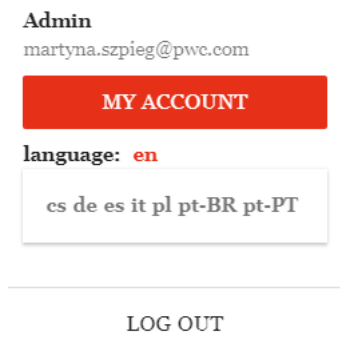 Admin
martyna.szpieg@pwc.com
MY ACCOUNT
language: en
cs de es it pl pt-BR pt-PT
LOG OUT